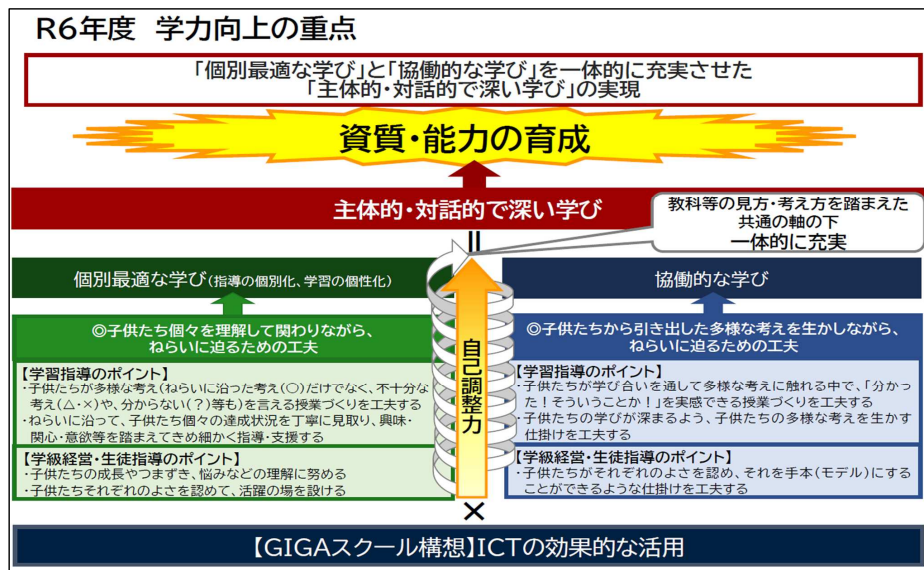 R6年度 学力向上の重点
「個別最適な学び」と「協働的な学び」を一体的に充実させた
「主体的・対話的で深い学び」の実現
資質・能力の育成
主体的・対話的で深い学び
教科等の見方・考え方を踏まえた
共通の軸の下
一体的に充実
=
個別最適な学び(指導の個別化、学習の個性化)
◎子供たち個々を理解して関わりながら、
ねらいに迫るための工夫
【学習指導のポイント】
・子供たちが多様な考え(ねらいに沿った考え(○)だけでなく、不十分な
考え(△・×)や、分からない(?)等も)を言える授業づくりを工夫する
・ねらいに沿って、子供たち個々の達成状況を丁寧に見取り、興味・
関心・意欲等を踏まえてきめ細かく指導・支援する
【学級経営・生徒指導のポイント】
・子供たちの成長やつまずき、悩みなどの理解に努める
・子供たちそれぞれのよさを認めて、活躍の場を設ける
自己調整力
協働的な学び
◎子供たちから引き出した多様な考えを生かしながら、
ねらいに迫るための工夫
【学習指導のポイント】
・子供たちが学び合いを通して多様な考えに触れる中で、「分かっ
た!そういうことか!」を実感できる授業づくりを工夫する
・子供たちの学びが深まるよう、子供たちの多様な考えを生かす
仕掛けを工夫する
【学級経営・生徒指導のポイント】
・子供たちがそれぞれのよさを認め、それを手本(モデル)にする
ことができるような仕掛けを工夫する
×
【GIGAスクール構想】ICTの効果的な活用